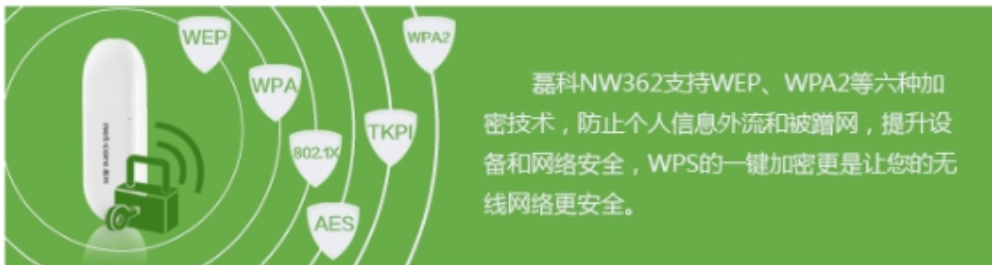 WEP
WPA2
WPA
TKPI
802.1X
AES
netcore 磊科
磊科NW362支持WEP、WPA2等六种加
密技术，防止个人信息外流和被蹭网，提升设
备和网络安全，WPS的一键加密更是让您的无
线网络更安全。